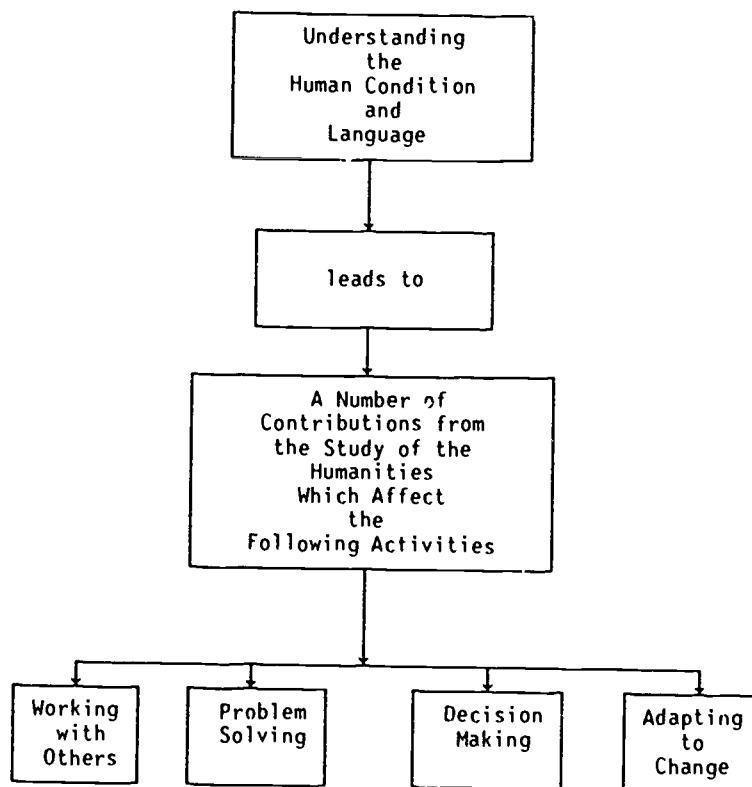 Understanding
the
Human Condition
and
Language
leads to
A Number of
Contributions from
the Study of the
Humanities
Which Affect
the
Following Activities
Working
with
Others
Problem
Solving
Decision
Making
Adapting
to
Change